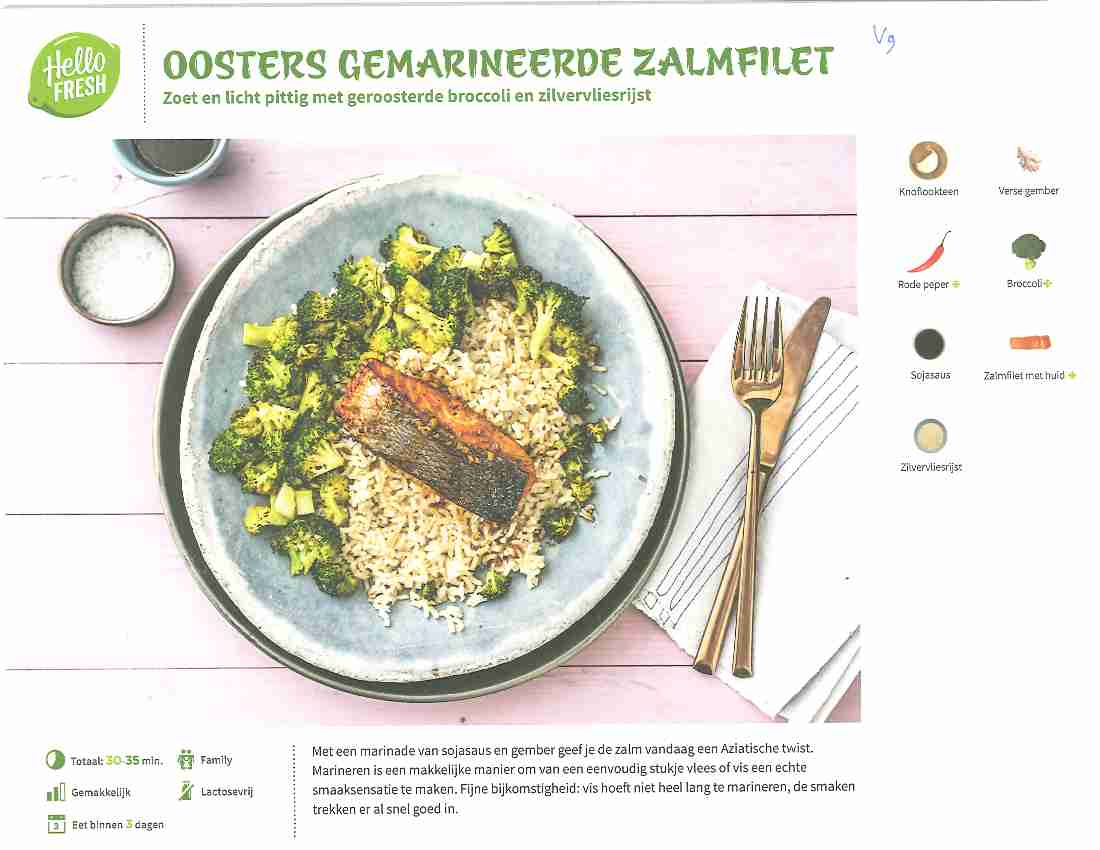 Hello
FRESH
OOSTERS GEMARINEERDE ZALMFILET
Zoet en licht pittig met geroosterde broccoli en zilvervliesrijst
Vg
Knoflookteen
Verse gember
Rode peper
Broccoli
Sojasaus
Zalmfilet met huid
Zilvervliesrijst
Totaal: 30-35 min.
Family
Gemakkelijk
Lactosevrij
3
Eet binnen 3 dagen
Met een marinade van sojasaus en gember geef je de zalm vandaag een Aziatische twist.
Marineren is een makkelijke manier om van een eenvoudig stukje vlees of vis een echte
smaaksensatie te maken. Fijne bijkomstigheid: vis hoeft niet heel lang te marineren, de smaken
trekken er al snel goed in.